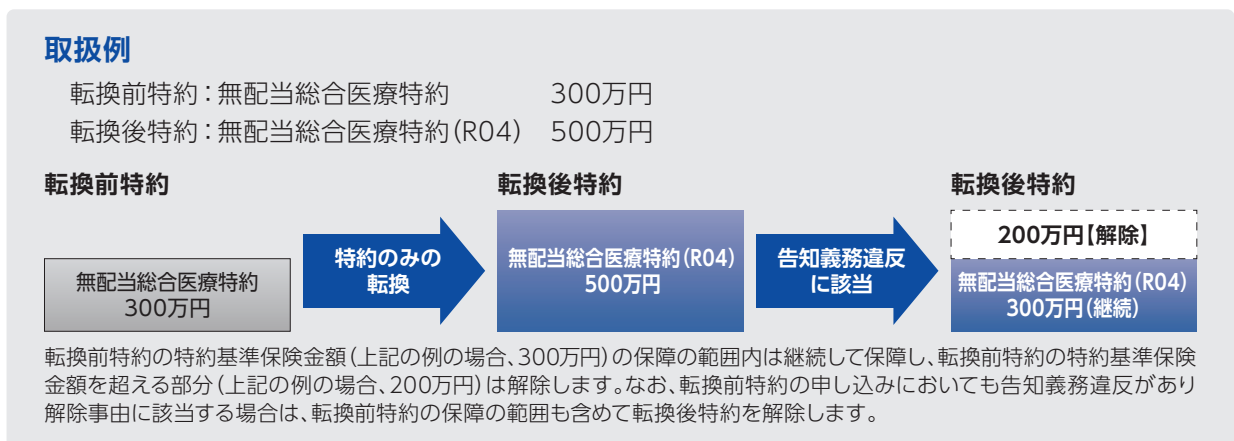 取扱例
転換前特約：無配当総合医療特約 300万円
転換後特約：無配当総合医療特約(R04) 500万円
転換前特約
無配当総合医療特約
300万円
特約のみの
転換
転換後特約
無配当総合医療特約(R04)
500万円
告知義務違反
に該当
転換後特約
200万円【解除】
無配当総合医療特約(R04)
300万円(継続)
転換前特約の特約基準保険金額(上記の例の場合、300万円)の保障の範囲内は継続して保障し、転換前特約の特約基準保険
金額を超える部分(上記の例の場合、200万円)は解除します。なお、転換前特約の申し込みにおいても告知義務違反があり
解除事由に該当する場合は、転換前特約の保障の範囲も含めて転換後特約を解除します。